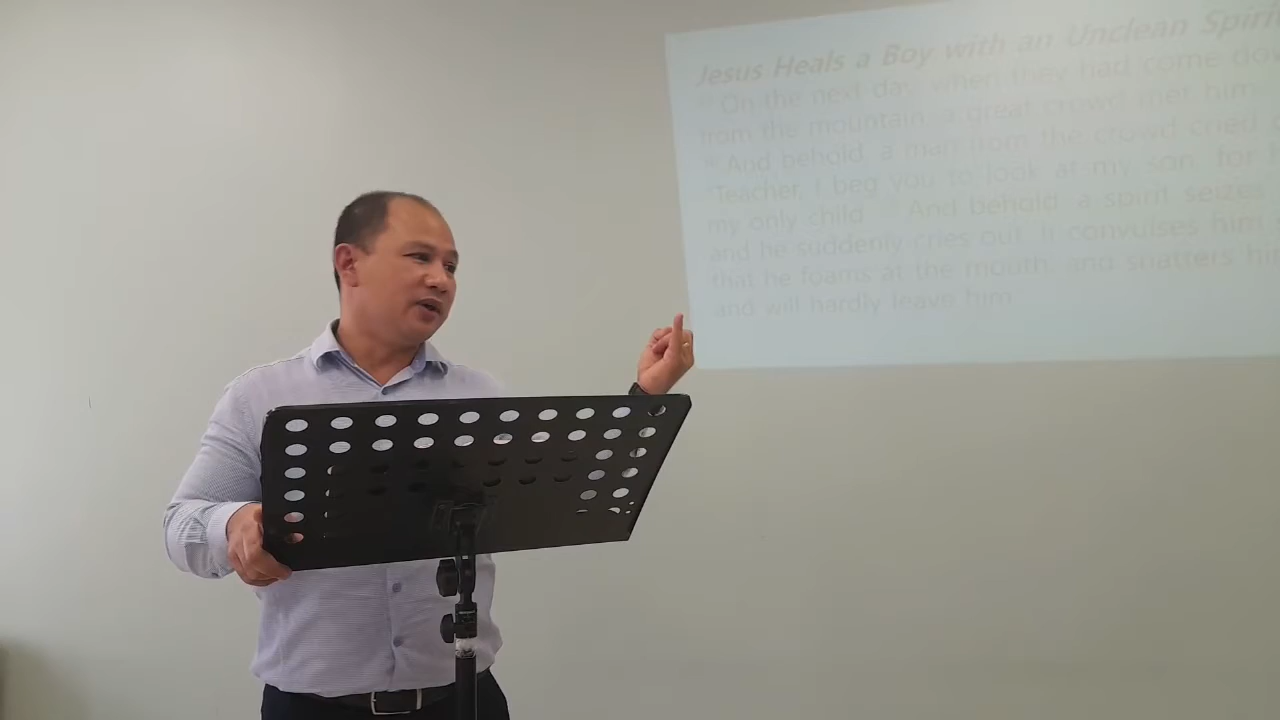 Jesus Heals a Boy with an Unclean Spiri
On the next day, when they had come dow
from the mountain, a great crowd met him.
And behold, a man from the crowd cried
"Teacher, I beg you to look at my son, for
my only child. And behold, a spirit seizes
and he suddenly cries out. It convulses him
that he foams at the mouth, and shatters hi
and will hardly leave him.